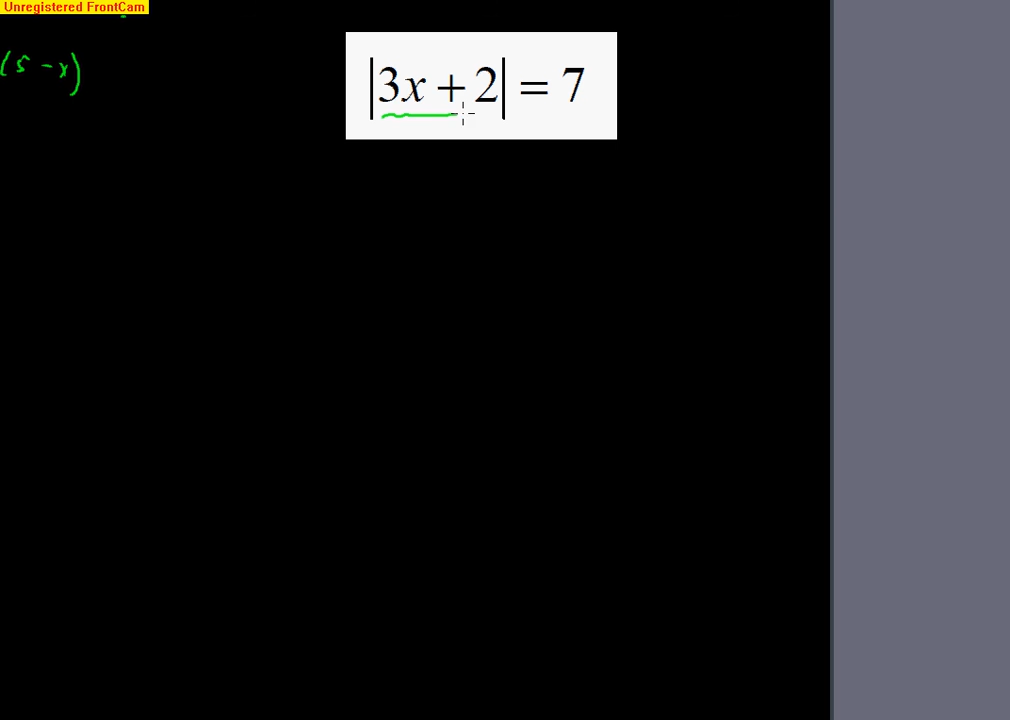 Unregistered FrontCam
(5 - x)
|3x + 2| = 7